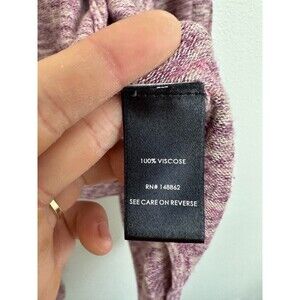 100% VISCOSE
RN# 148862
SEE CARE ON REVERSE